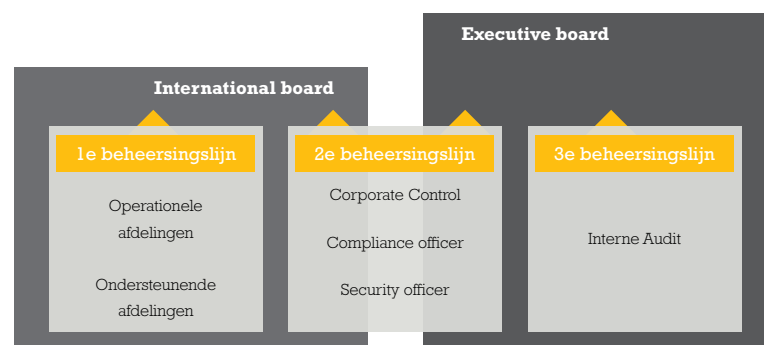 Executive board
International board
1e beheersingslijn
Operationele
afdelingen
Ondersteunende
afdelingen
2e beheersingslijn
Corporate Control
Compliance officer
Security officer
3e beheersingslijn
Interne Audit